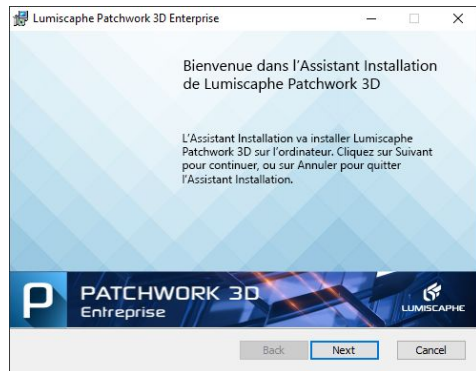 Lumiscaphe Patchwork 3D Enterprise
Bienvenue dans l'Assistant Installation
de Lumiscaphe Patchwork 3D
L'Assistant Installation va installer Lumiscaphe
Patchwork 3D sur l'ordinateur. Cliquez sur Suivant
pour continuer, ou sur Annuler pour quitter
l'Assistant Installation.
P PATCHWORK 3D
Entreprise
LUMISCAPHE
Back Next Cancel